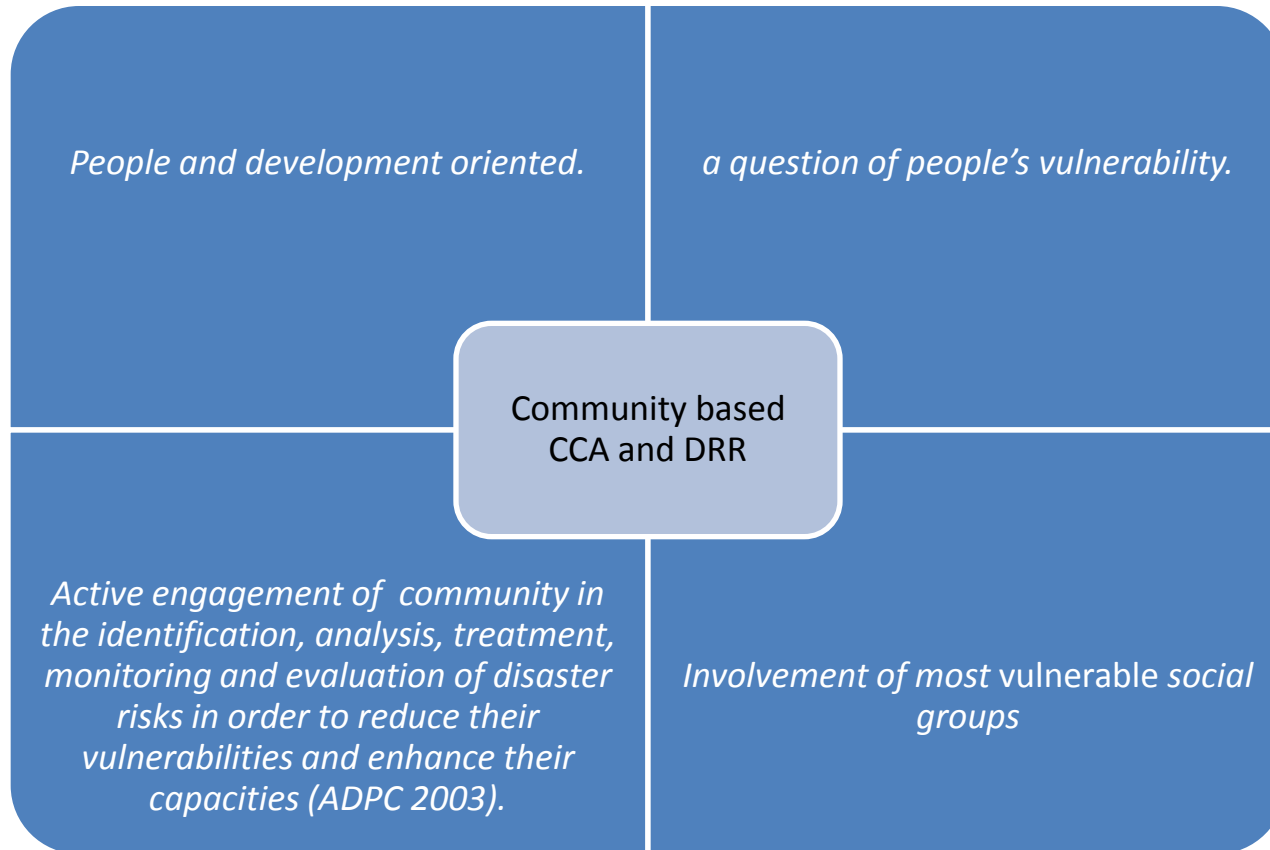 People and development oriented.
a question of people’s vulnerability.
Community based
CCA and DRR
Active engagement of  community in
the identification, analysis, treatment,
monitoring and evaluation of disaster
risks in order to reduce their
vulnerabilities and enhance their
capacities (ADPC 2003).
Involvement of most vulnerable social
groups